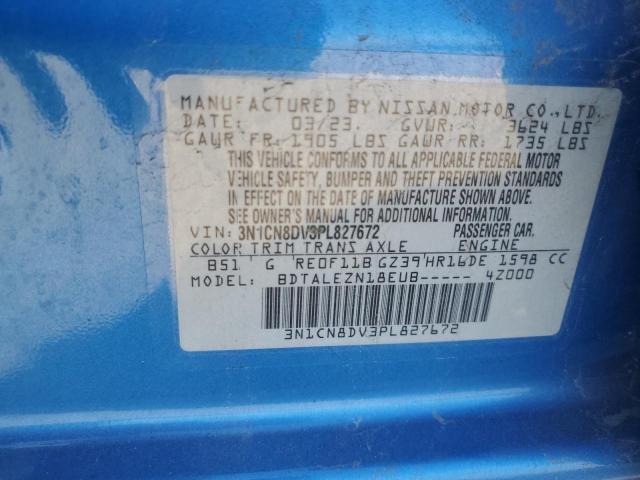 MANUFACTURED BY NISSAN MOTOR CO., LTD.
DATE: 03/23. GVWR: 3624 LBS
GAWR FR: 1905 LBS GAWR RR: 1735 LBS
THIS VEHICLE CONFORMS TO ALL APPLICABLE FEDERAL MOTOR
VEHICLE SAFETY, BUMPER AND THEFT PREVENTION STANDARDS
IN EFFECT ON THE DATE OF MANUFACTURE SHOWN ABOVE.
SEE OWNER'S MANUAL FOR ADDITIONAL INFORMATION.
VIN: 3N1CN8DV3PL827672 PASSENGER CAR.
COLOR TRIM TRANS AXLE ENGINE
B51 G RE0F11B GZ39 HR16DE 1598 CC
MODEL: BDTALEZN18EUB----- 4Z000
3N1CN8DV3PL827672